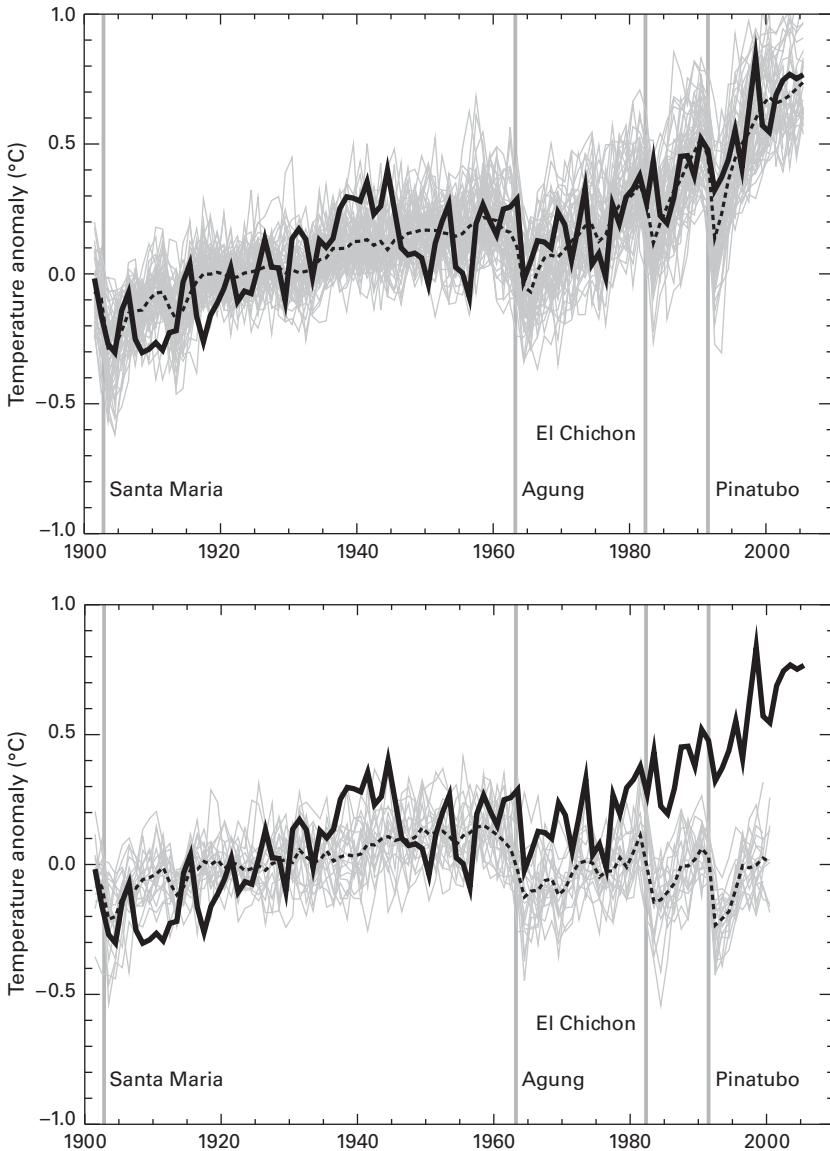 1.0
0.5
0.0
−0.5
−1.0
Temperature anomaly (°C)
El Chichon
Santa Maria
Agung
Pinatubo
1900
1920
1940
1960
1980
2000
1.0
0.5
0.0
−0.5
−1.0
Temperature anomaly (°C)
El Chichon
Santa Maria
Agung
Pinatubo
1900
1920
1940
1960
1980
2000